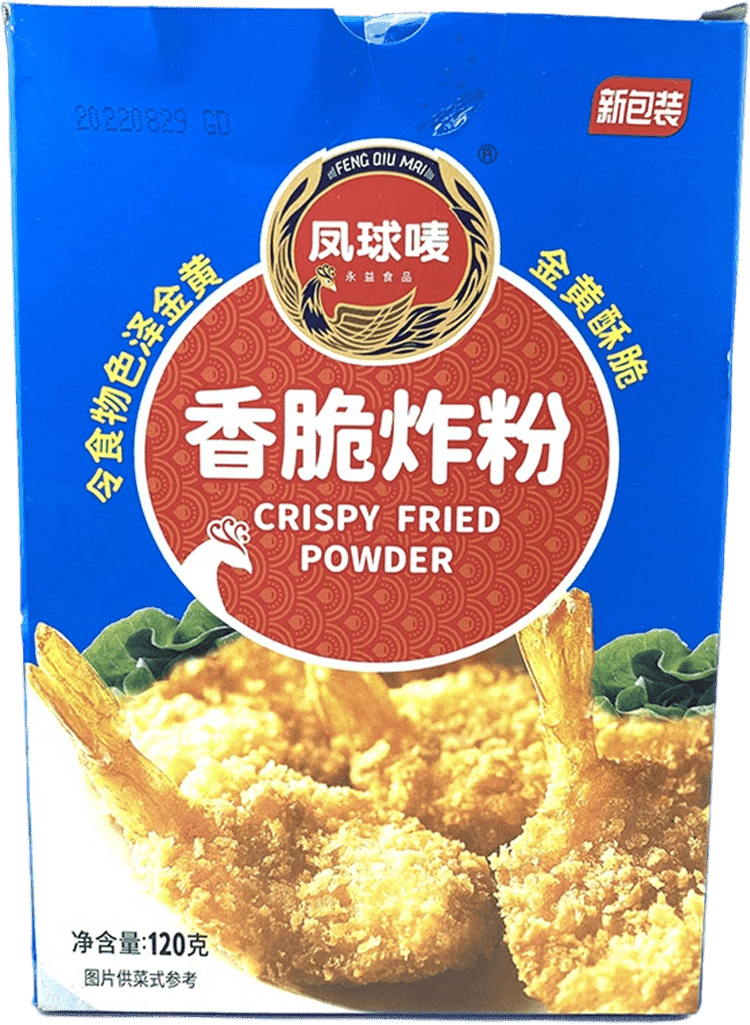 20220829 GD
新包装
FENG QIU MAI
®
凤球唛
永益食品
令食物色泽金黄
金黄酥脆
香脆炸粉
CRISPY FRIED
POWDER
净含量:120克
图片供菜式参考